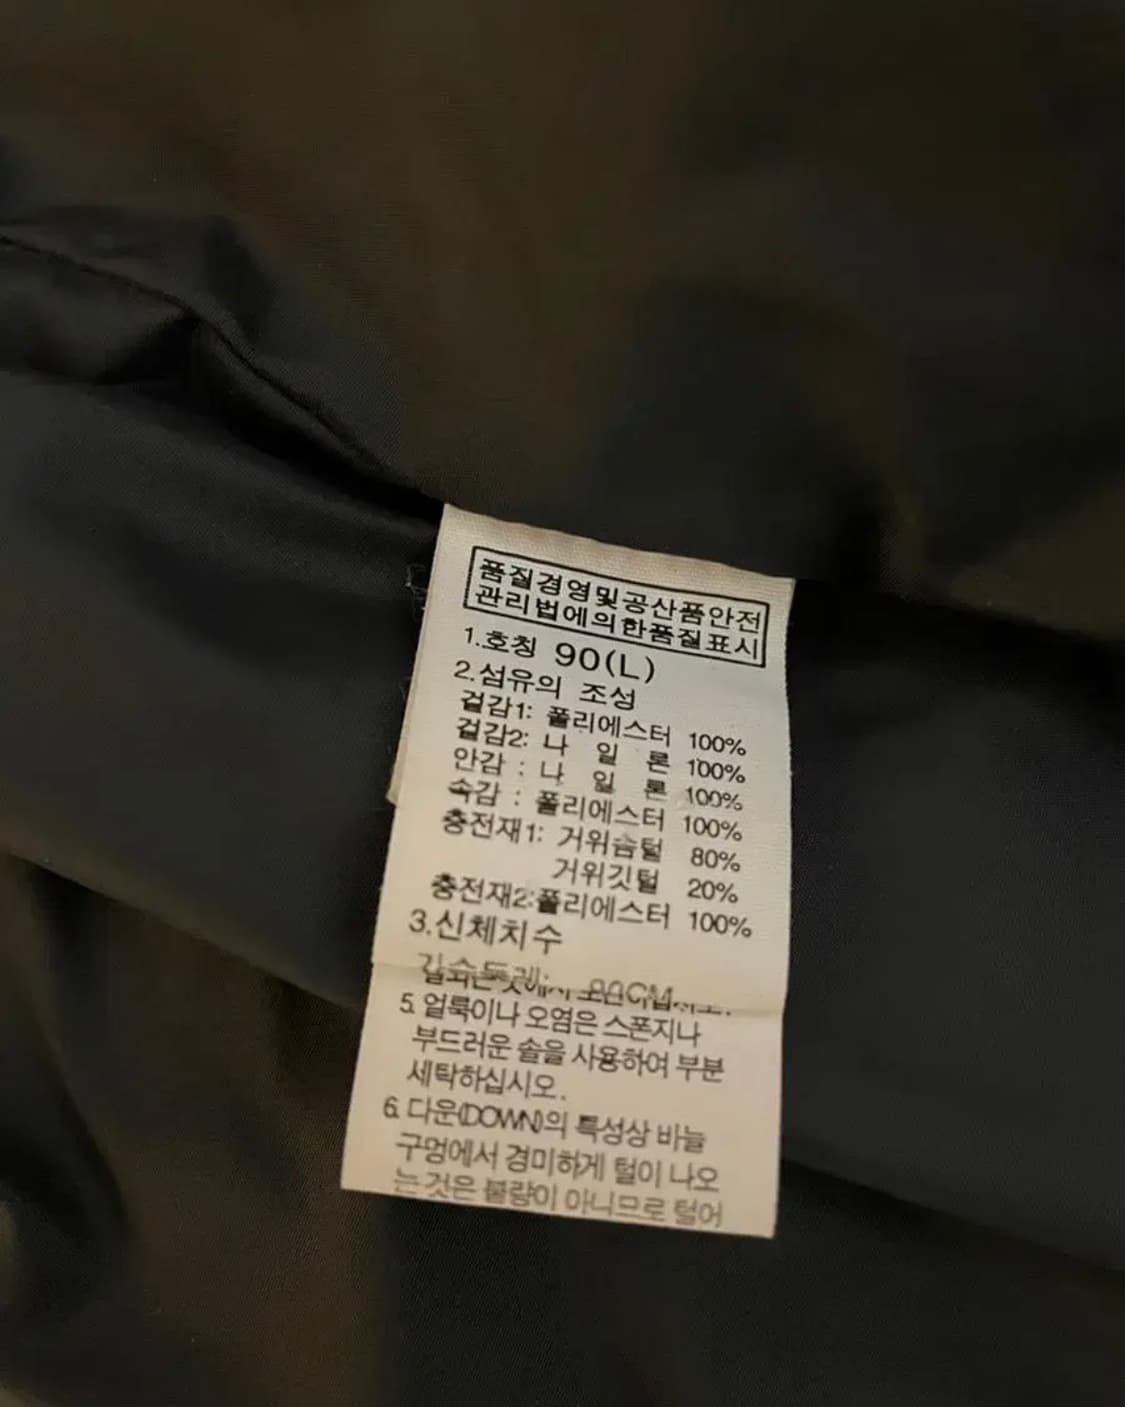 품질경영및공산품안전
관리법에의한품질표시
1.호칭 90(L)
2.섬유의 조성
겉감1: 폴리에스터 100%
겉감2: 나 일 론 100%
안감 : 나 일 론 100%
속감 : 폴리에스터 100%
충전재1: 거위솜털 80%
거위깃털 20%
충전재2:폴리에스터 100%
3.신체치수
5. 얼룩이나 오염은 스폰지나
부드러운 솔을 사용하여 부분
세탁하십시오.
6. 다운(DOWN)의 특성상 바늘
구멍에서 경미하게 털이 나오
는 것은 불량이 아니므로 털어